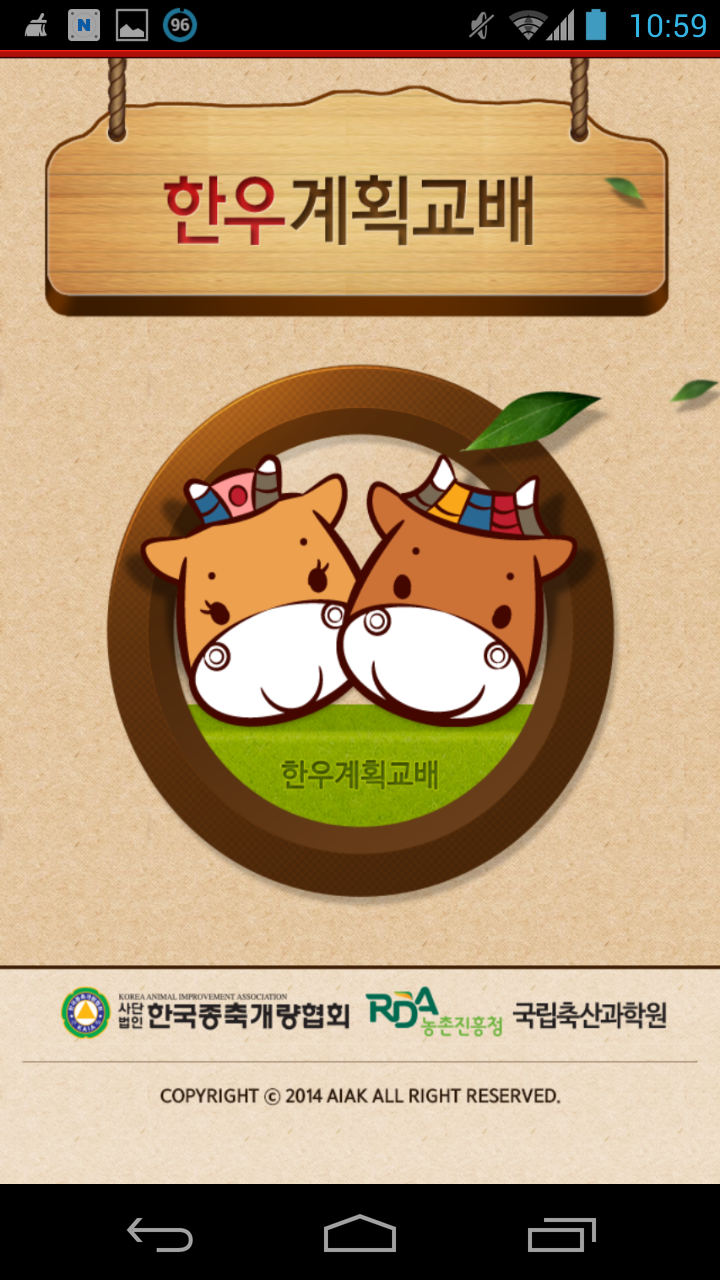 N 96 10:59
한우계획교배
한우계획교배
KOREA ANIMAL IMPROVEMENT ASSOCIATION
사단법인 한국종축개량협회
RDA 농촌진흥청
국립축산과학원
COPYRIGHT ⓒ 2014 AIAK ALL RIGHT RESERVED.